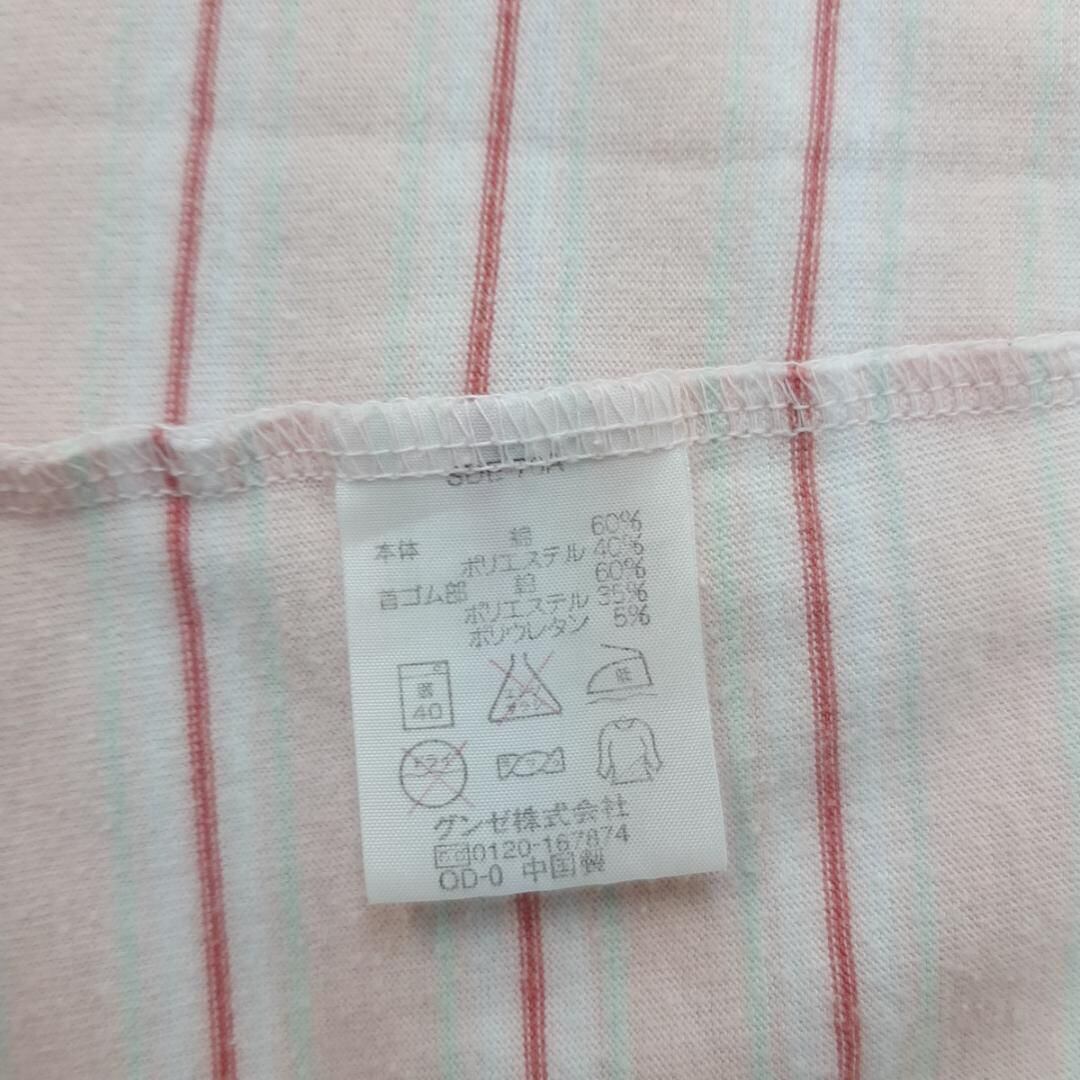 本体 綿 60%
ポリエステル 40%
首ゴム部 綿 60%
ポリエステル 35%
ポリウレタン 5%
弱
40
低
グンゼ株式会社
0120-167874
OD-0 中国製